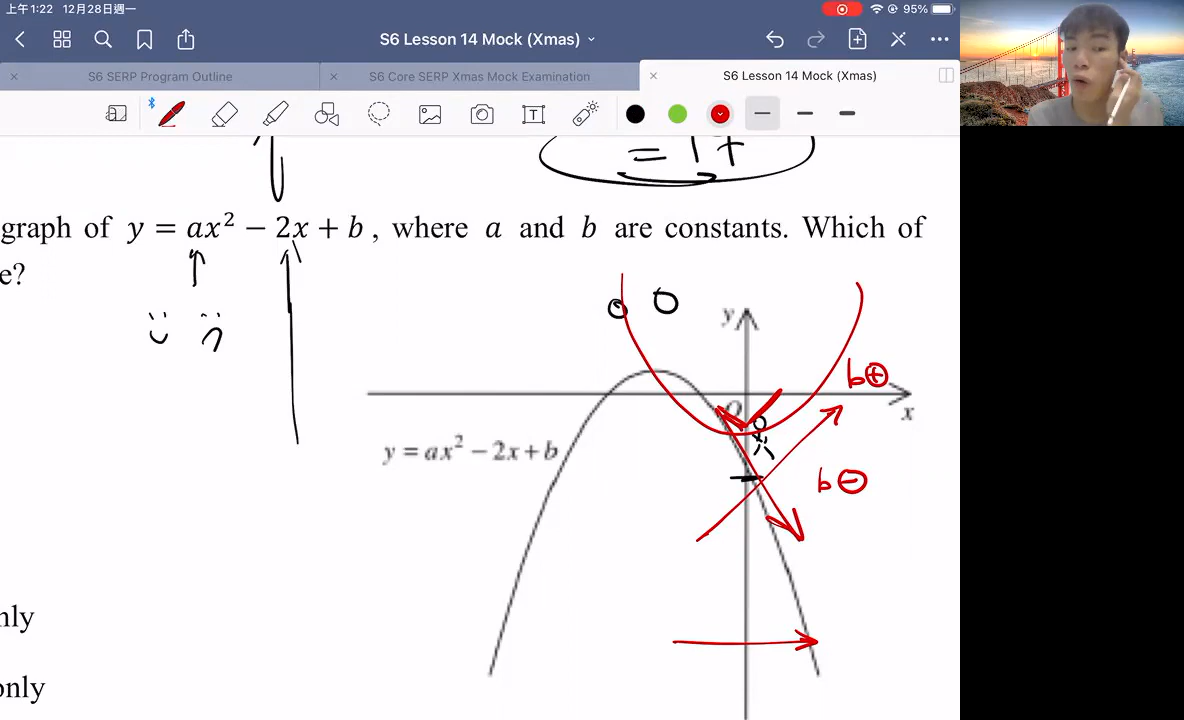 上午1:22 12月28日週一
95%
S6 Lesson 14 Mock (Xmas)
S6 SERP Program Outline
S6 Core SERP Xmas Mock Examination
S6 Lesson 14 Mock (Xmas)
= 17
graph of y = ax² − 2x + b, where a and b are constants. Which of
e?
y
b⊕
O
x
y = ax² − 2x + b
b⊖
nly
only